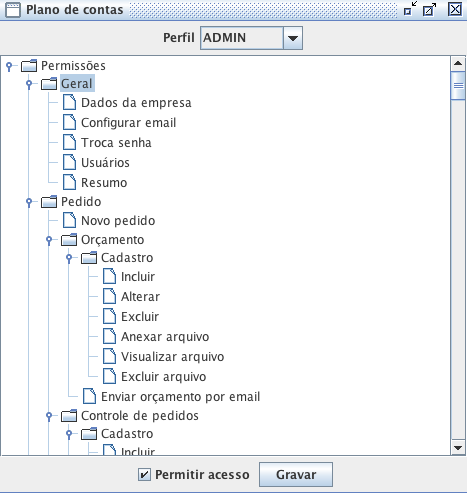 Plano de contas
Perfil ADMIN
Permissões
Geral
Dados da empresa
Configurar email
Troca senha
Usuários
Resumo
Pedido
Novo pedido
Orçamento
Cadastro
Incluir
Alterar
Excluir
Anexar arquivo
Visualizar arquivo
Excluir arquivo
Enviar orçamento por email
Controle de pedidos
Cadastro
Incluir
Permitir acesso Gravar